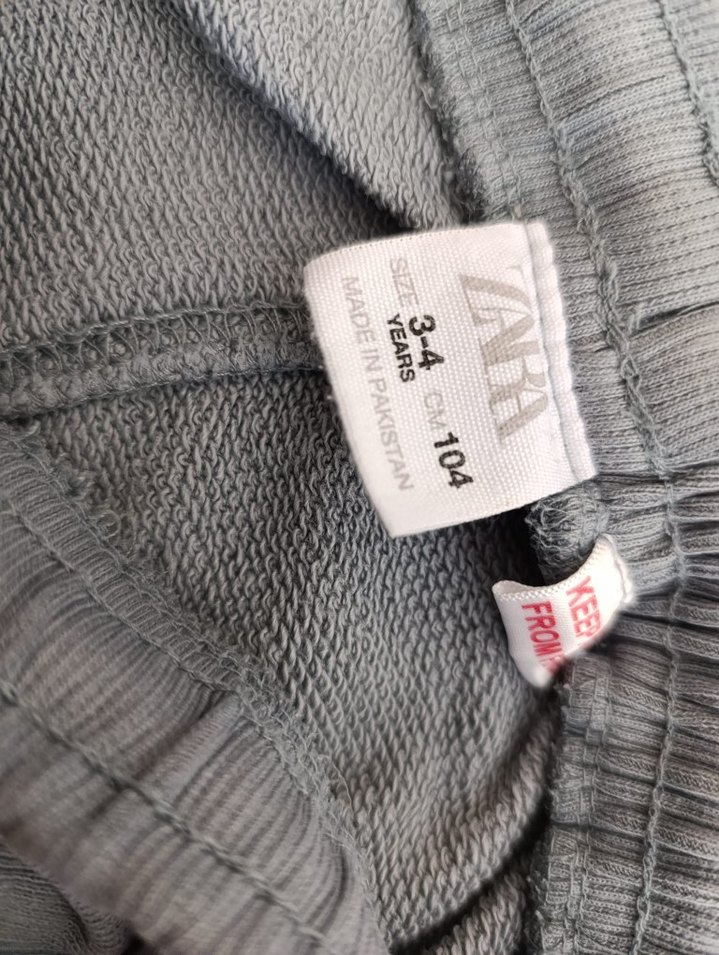 ZARA
SIZE 3-4 YEARS CM 104
MADE IN PAKISTAN
KEEP
FROM